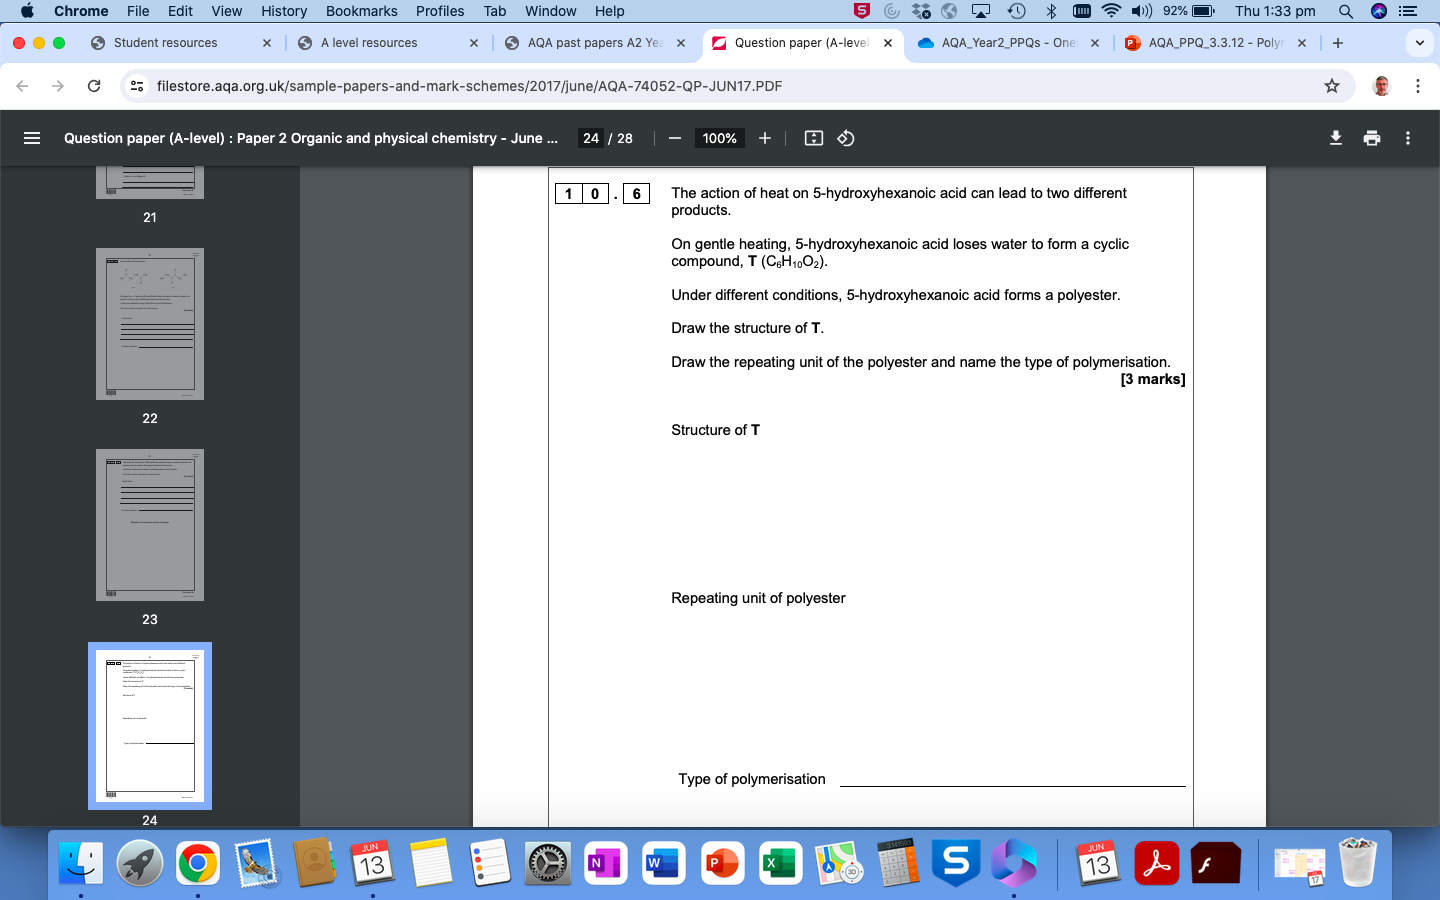 Chrome File Edit View History Bookmarks Profiles Tab Window Help 92% Thu 1:33 pm
Student resources A level resources AQA past papers A2 Yea Question paper (A-level AQA_Year2_PPQs - One AQA_PPQ_3.3.12 - Polyr
filestore.aqa.org.uk/sample-papers-and-mark-schemes/2017/june/AQA-74052-QP-JUN17.PDF
Question paper (A-level) : Paper 2 Organic and physical chemistry - June ... 24 / 28 100%
21
22
23
24
1 0 . 6 The action of heat on 5-hydroxyhexanoic acid can lead to two different
products.
On gentle heating, 5-hydroxyhexanoic acid loses water to form a cyclic
compound, T (C₆H₁₀O₂).
Under different conditions, 5-hydroxyhexanoic acid forms a polyester.
Draw the structure of T.
Draw the repeating unit of the polyester and name the type of polymerisation.
[3 marks]
Structure of T
Repeating unit of polyester
Type of polymerisation
JUN
13
N
W
P
X
30
S
JUN
13
17